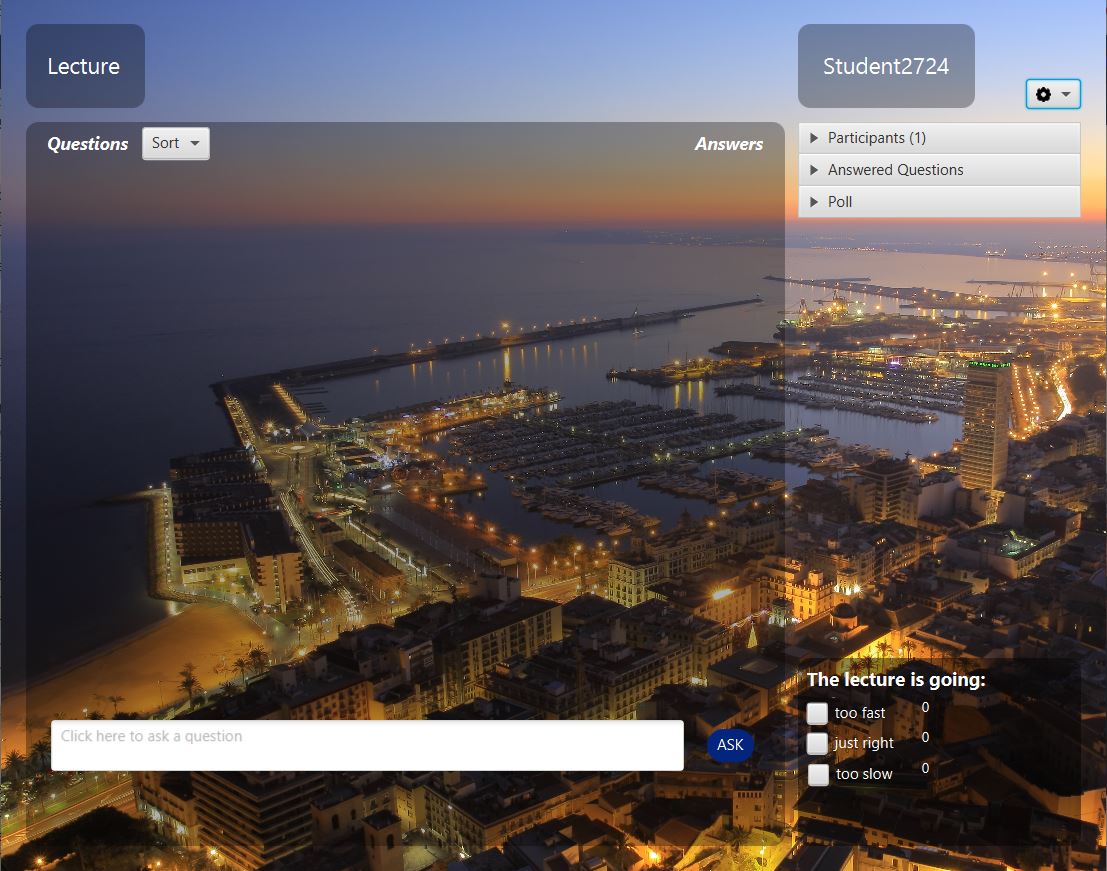 Lecture
Student2724
Questions
Sort
Answers
Participants (1)
Answered Questions
Poll
The lecture is going:
too fast 0
just right 0
too slow 0
Click here to ask a question
ASK